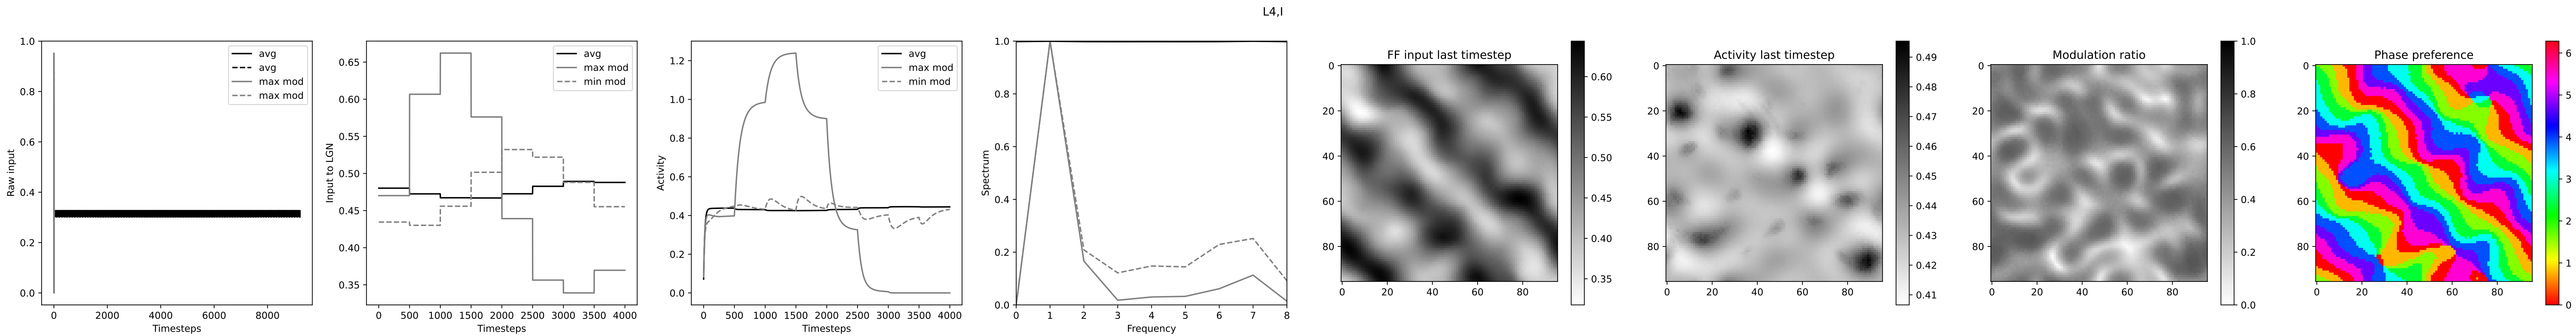 L4,I
Raw input
1.0
0.8
0.6
0.4
0.2
0.0
0 2000 4000 6000 8000
Timesteps
avg
avg
max mod
max mod
Input to LGN
0.65
0.60
0.55
0.50
0.45
0.40
0.35
0 500 1000 1500 2000 2500 3000 3500 4000
Timesteps
avg
max mod
min mod
Activity
1.2
1.0
0.8
0.6
0.4
0.2
0.0
0 500 1000 1500 2000 2500 3000 3500 4000
Timesteps
avg
max mod
min mod
Spectrum
1.0
0.8
0.6
0.4
0.2
0.0
0 1 2 3 4 5 6 7 8
Frequency
FF input last timestep
0
20
40
60
80
0 20 40 60 80
0.60
0.55
0.50
0.45
0.40
0.35
Activity last timestep
0
20
40
60
80
0 20 40 60 80
0.49
0.48
0.47
0.46
0.45
0.44
0.43
0.42
0.41
Modulation ratio
0
20
40
60
80
0 20 40 60 80
1.0
0.8
0.6
0.4
0.2
0.0
Phase preference
0
20
40
60
80
0 20 40 60 80
6
5
4
3
2
1
0